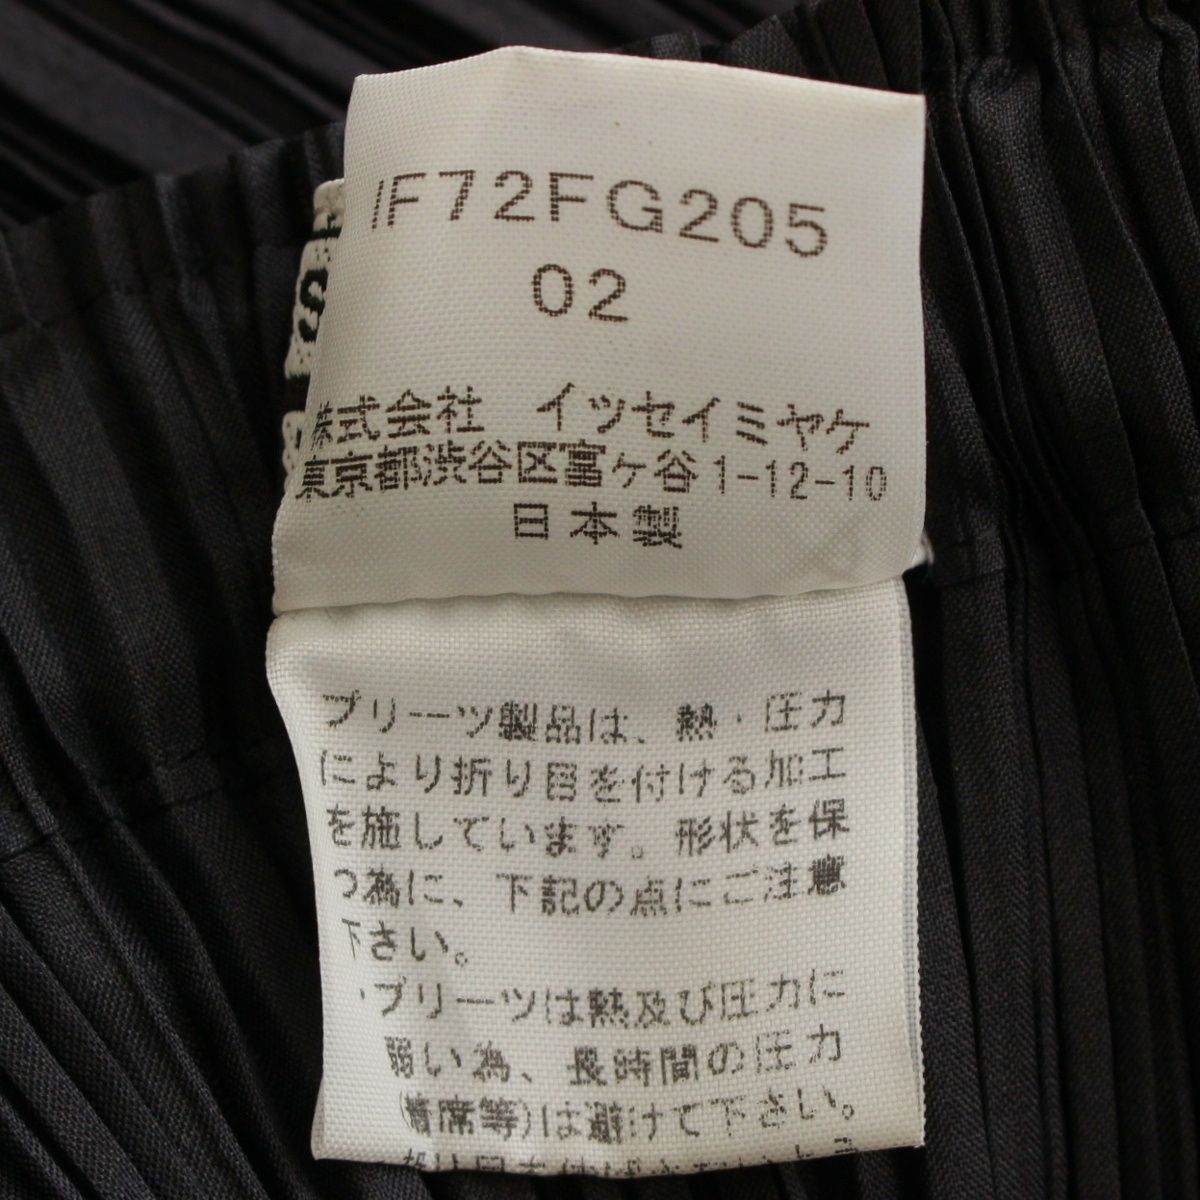 IF72FG205
02
株式会社　イッセイミヤケ
東京都渋谷区富ヶ谷1-12-10
日本製
プリーツ製品は、熱・圧力
により折り目を付ける加工
を施しています。形状を保
つ為に、下記の点にご注意
下さい。
・プリーツは熱及び圧力に
弱い為、長時間の圧力
(着席等)は避けて下さい。
S